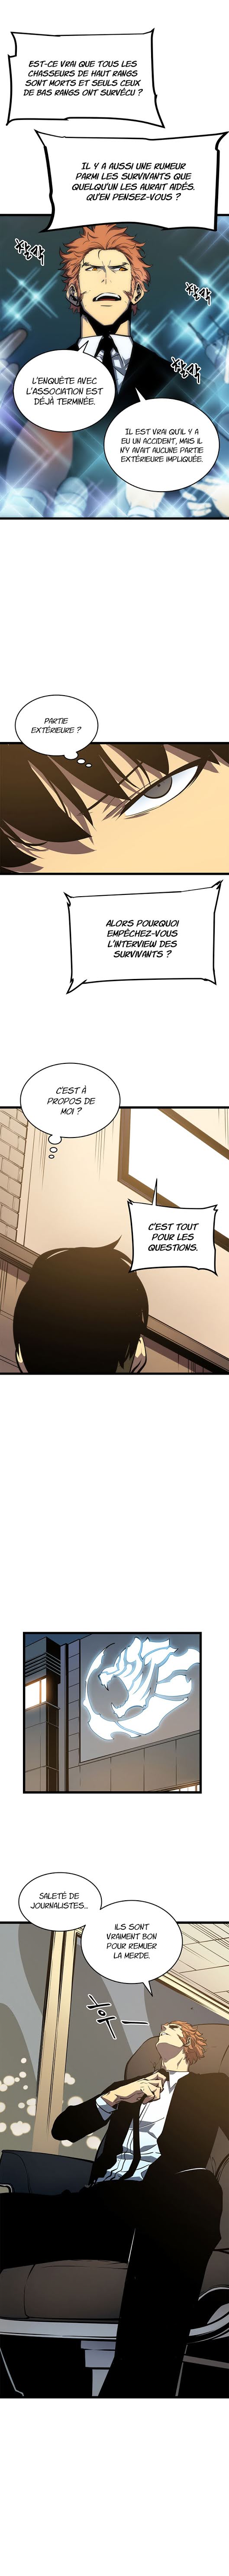 EST-CE VRAI QUE TOUS LES
CHASSEURS DE HAUT RANGS
SONT MORTS ET SEULS CEUX
DE BAS RANGS ONT SURVÉCU ?
IL Y A AUSSI UNE RUMEUR
PARMI LES SURVIVANTS QUE
QUELQU'UN LES AURAIT AIDÉS.
QU'EN PENSEZ-VOUS ?
L'ENQUÊTE AVEC
L'ASSOCIATION EST
DÉJÀ TERMINÉE.
IL EST VRAI QU'IL Y A
EU UN ACCIDENT, MAIS IL
N'Y AVAIT AUCUNE PARTIE
EXTÉRIEURE IMPLIQUÉE.
PARTIE
EXTÉRIEURE ?
ALORS POURQUOI
EMPÊCHEZ-VOUS
L'INTERVIEW DES
SURVIVANTS ?
C'EST À
PROPOS DE
MOI ?
C'EST TOUT
POUR LES
QUESTIONS.
SALETÉ DE
JOURNALISTES...
ILS SONT
VRAIMENT BON
POUR REMUER
LA MERDE.